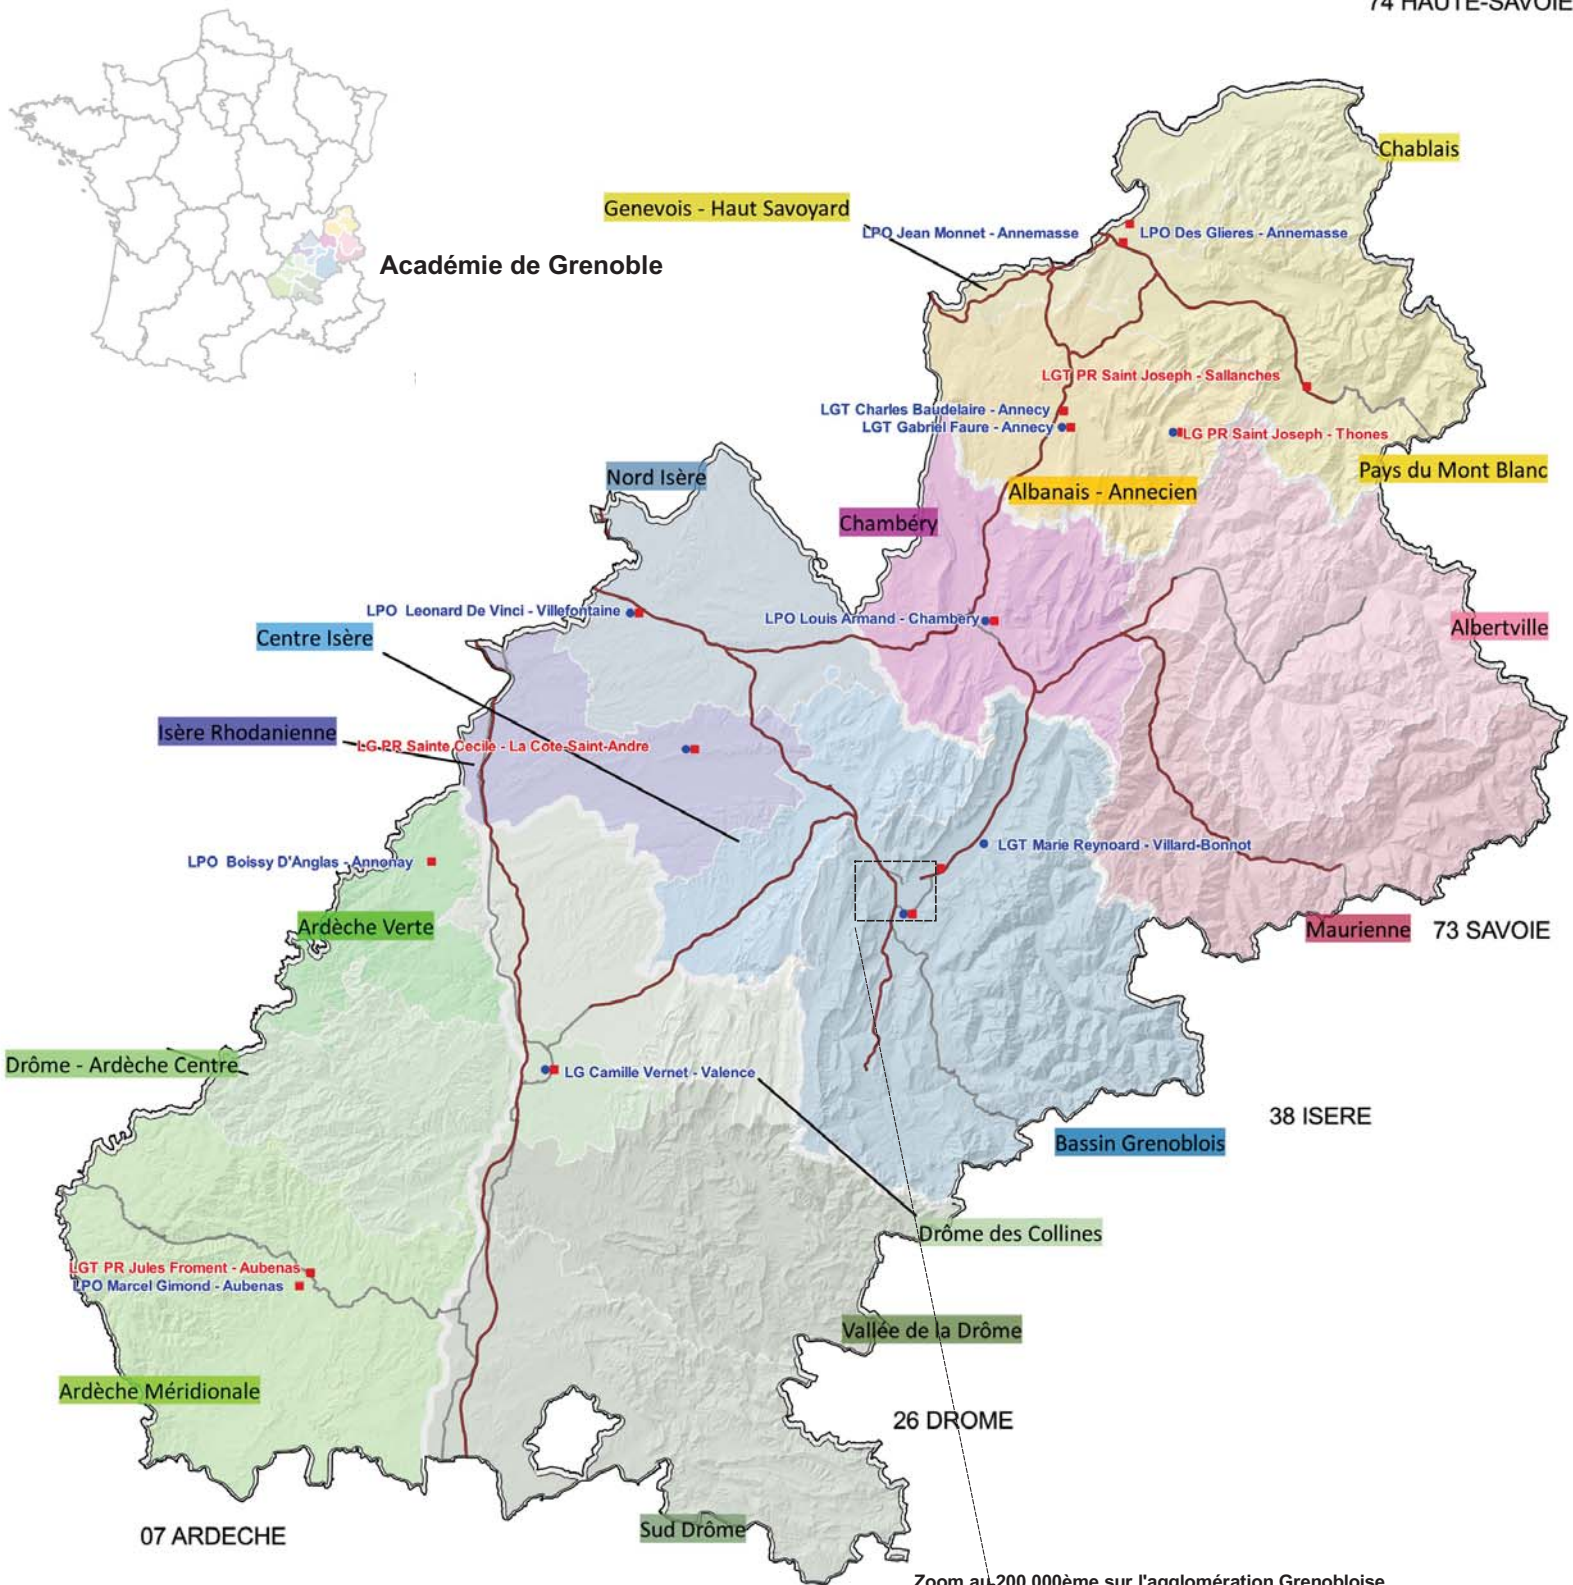 74 HAUTE-SAVOIE
Chablais
Genevois - Haut Savoyard
LPO Jean Monnet - Annemasse
LPO Des Glieres - Annemasse
Académie de Grenoble
LGT PR Saint Joseph - Sallanches
LGT Charles Baudelaire - Annecy
LGT Gabriel Faure - Annecy
LG PR Saint Joseph - Thones
Pays du Mont Blanc
Nord Isère
Albanais - Annecien
Chambéry
LPO Leonard De Vinci - Villefontaine
LPO Louis Armand - Chambery
Albertville
Centre Isère
Isère Rhodanienne
LG PR Sainte Cecile - La Cote-Saint-Andre
LGT Marie Reynoard - Villard-Bonnot
LPO Boissy D'Anglas - Annonay
Ardèche Verte
Maurienne
73 SAVOIE
Drôme - Ardèche Centre
LG Camille Vernet - Valence
38 ISERE
Bassin Grenoblois
Drôme des Collines
LGT PR Jules Froment - Aubenas
LPO Marcel Gimond - Aubenas
Vallée de la Drôme
Ardèche Méridionale
26 DROME
07 ARDECHE
Sud Drôme
Zoom au 200 000ème sur l'agglomération Grenobloise